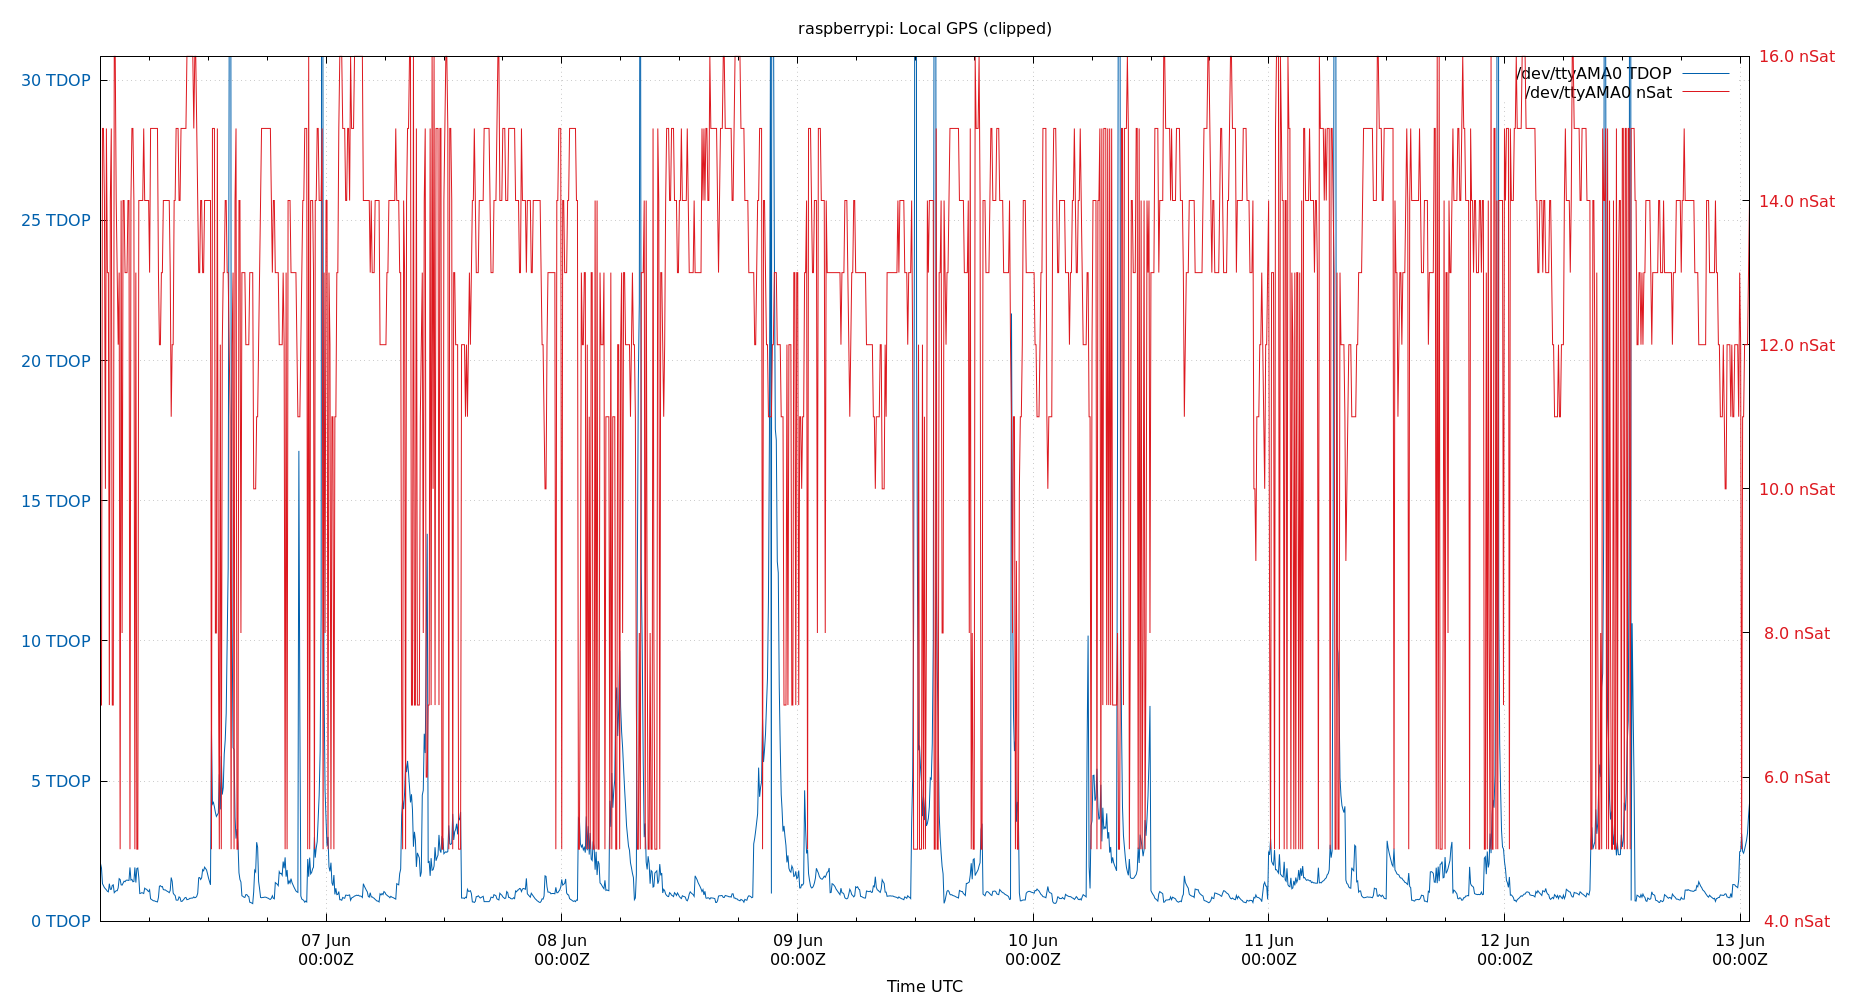 raspberrypi: Local GPS (clipped)
30 TDOP
25 TDOP
20 TDOP
15 TDOP
10 TDOP
5 TDOP
0 TDOP
16.0 nSat
14.0 nSat
12.0 nSat
10.0 nSat
8.0 nSat
6.0 nSat
4.0 nSat
/dev/ttyAMA0 TDOP
/dev/ttyAMA0 nSat
07 Jun
00:00Z
08 Jun
00:00Z
09 Jun
00:00Z
10 Jun
00:00Z
11 Jun
00:00Z
12 Jun
00:00Z
13 Jun
00:00Z
Time UTC